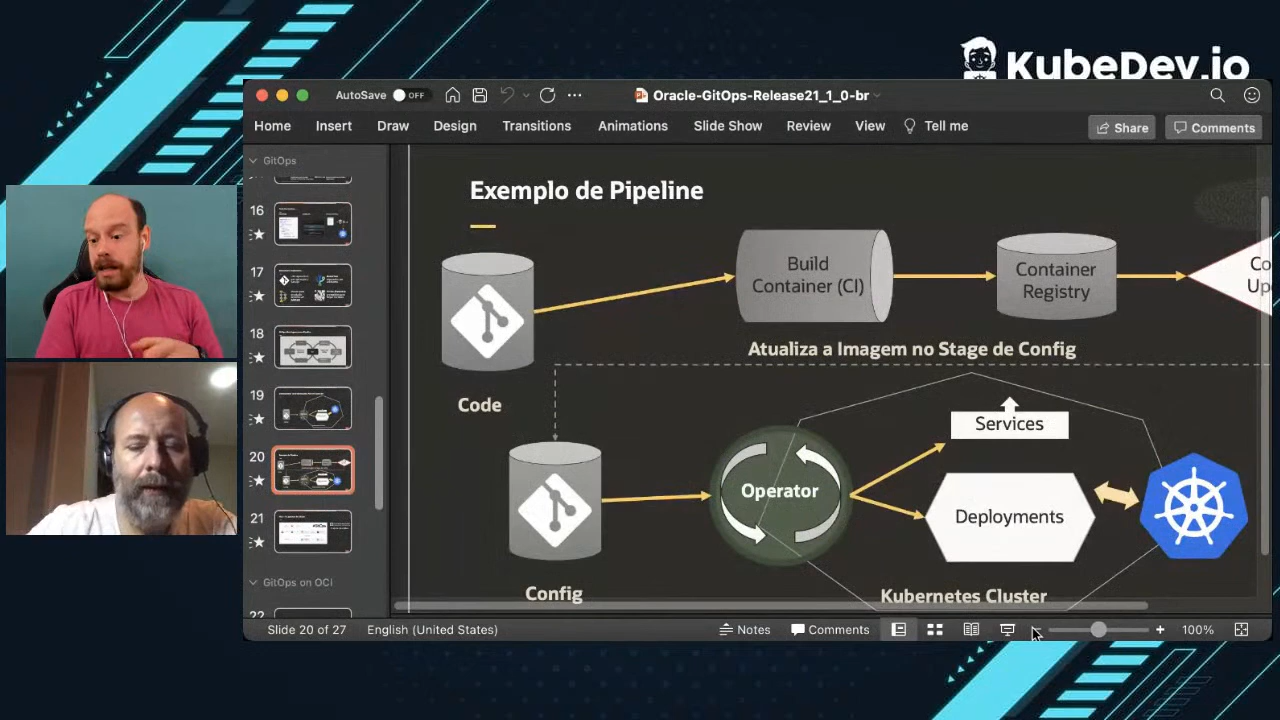 KubeDev.io
AutoSave OFF
Oracle-GitOps-Release21_1_0-br
Home Insert Draw Design Transitions Animations Slide Show Review View Tell me
Share Comments
GitOps
16
17
18
19
20
21
GitOps on OCI
22
Exemplo de Pipeline
Code
Build
Container (CI)
Container
Registry
Co
Up
Atualiza a Imagem no Stage de Config
Config
Operator
Services
Deployments
Kubernetes Cluster
Slide 20 of 27 English (United States) Notes Comments 100%